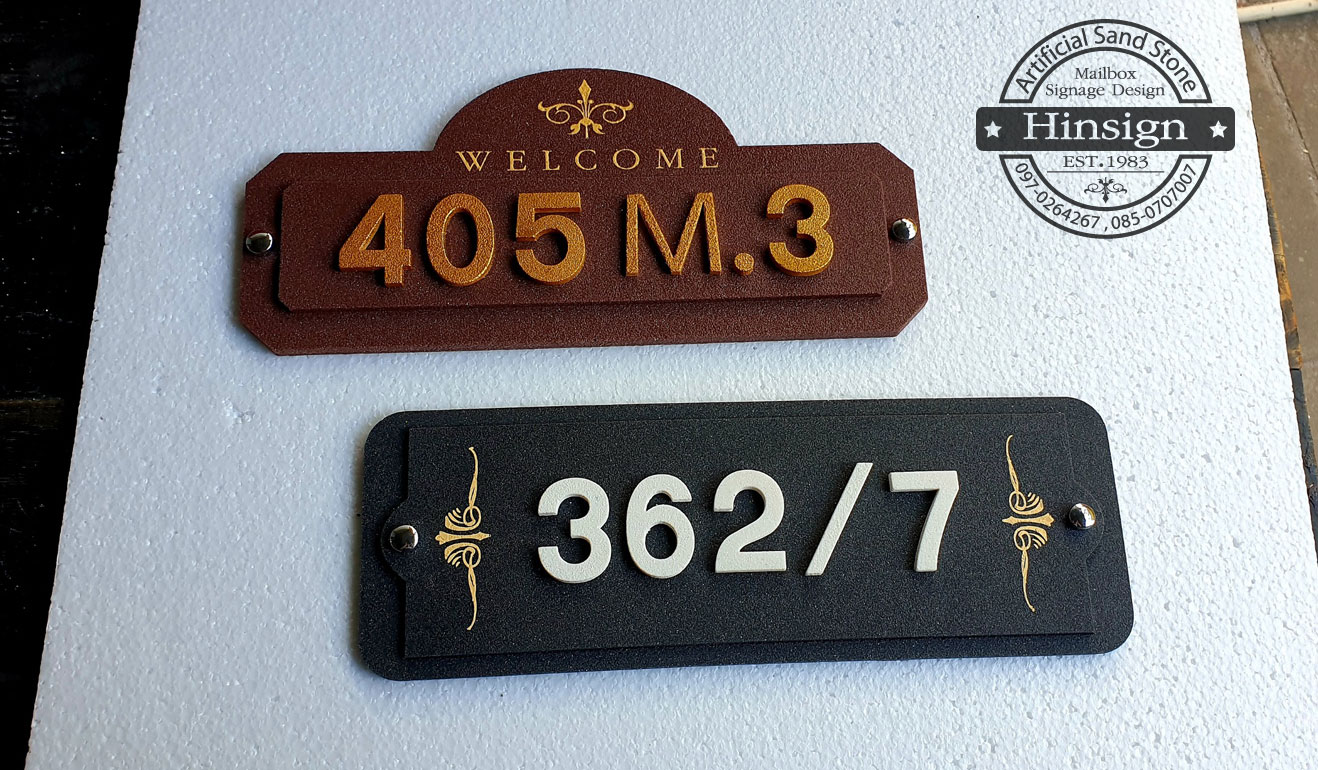 WELCOME
405 M.3
362/7
Artificial Sand Stone
Mailbox
Signage Design
Hinsign
EST.1983
097-0264267 , 085-0707007